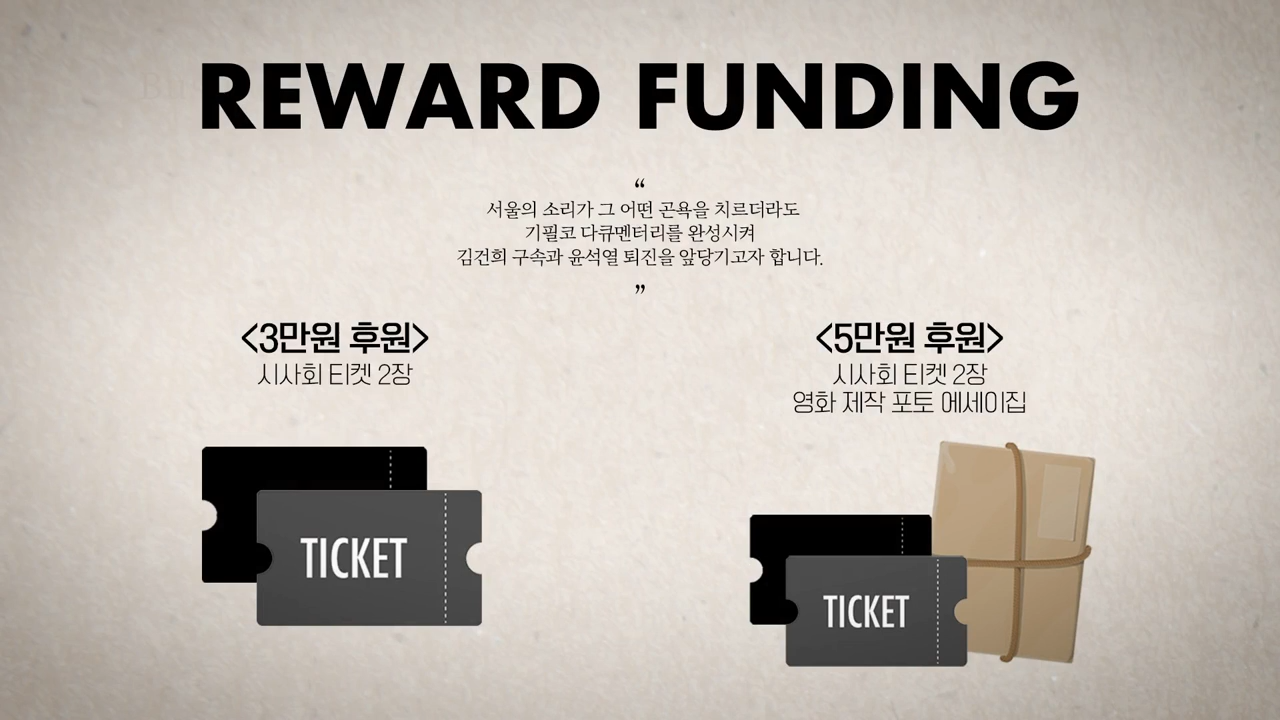 REWARD FUNDING
“
서울의 소리가 그 어떤 곤욕을 치르더라도
기필코 다큐멘터리를 완성시켜
김건희 구속과 윤석열 퇴진을 앞당기고자 합니다.
”
<3만원 후원>
시사회 티켓 2장
<5만원 후원>
시사회 티켓 2장
영화 제작 포토 에세이집
TICKET
TICKET